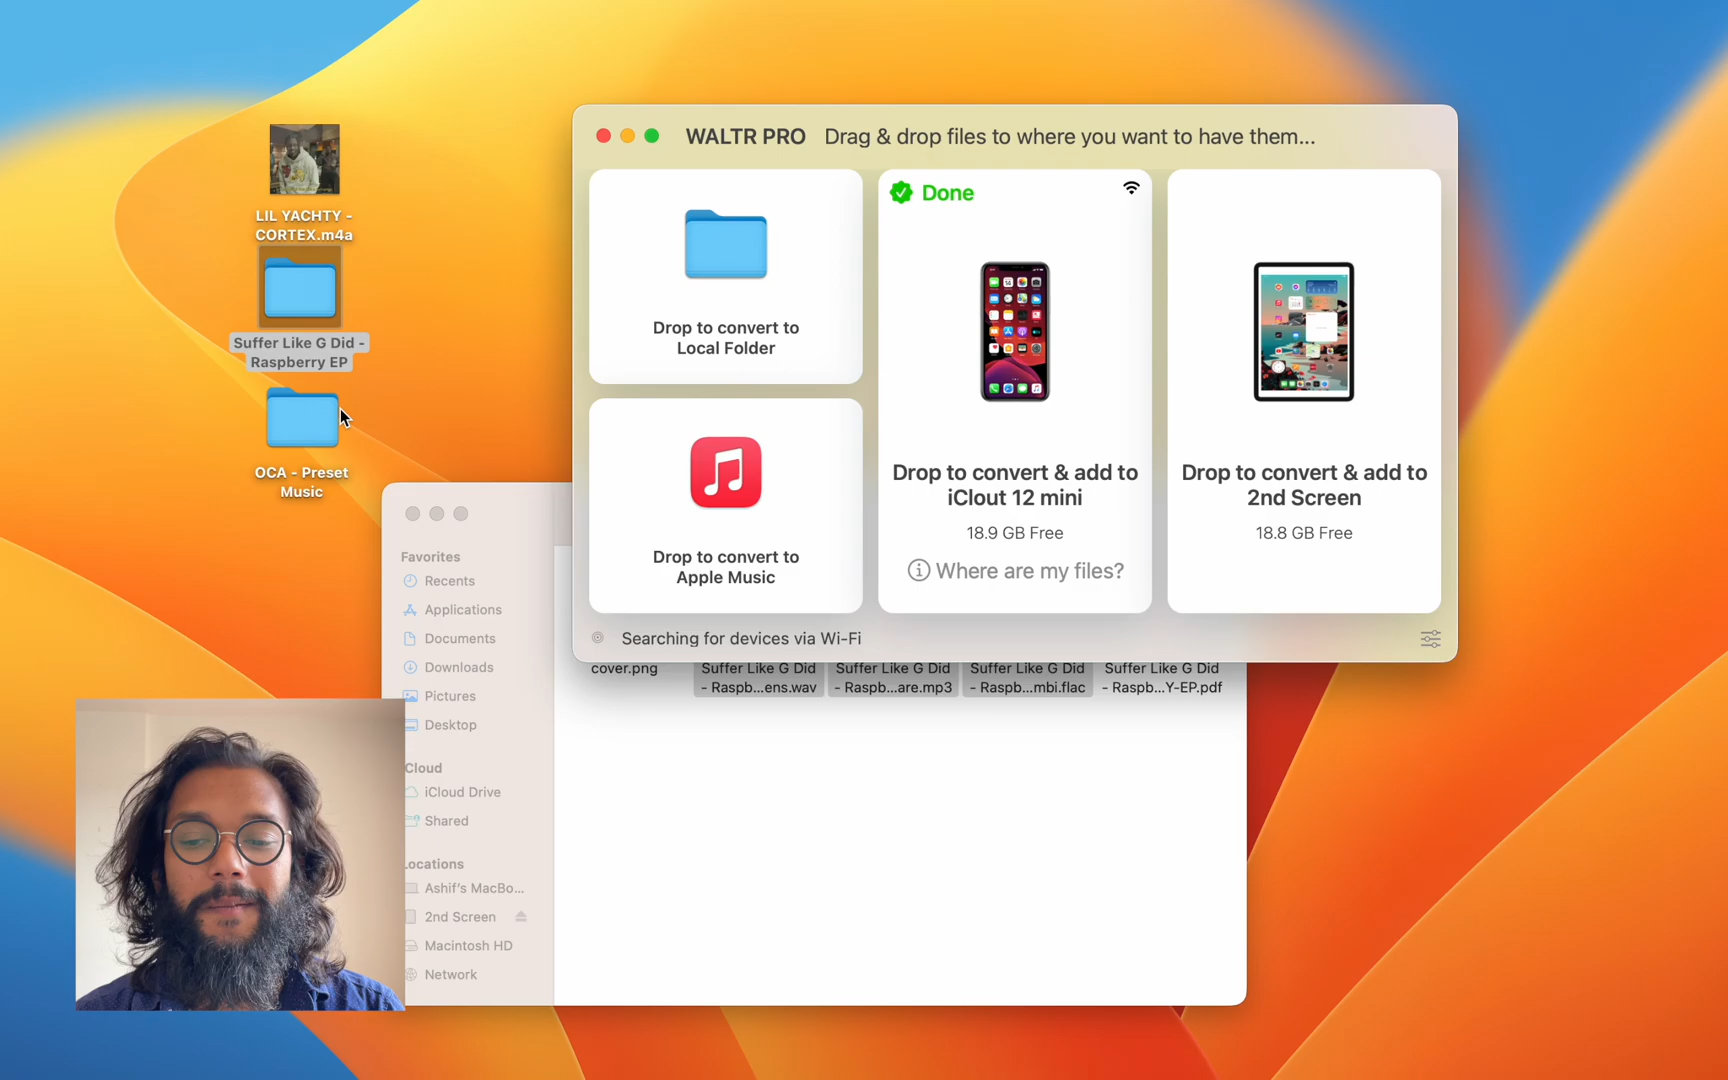 LIL YACHTY -
CORTEX.m4a
Suffer Like G Did -
Raspberry EP
OCA - Preset
Music
WALTR PRO Drag & drop files to where you want to have them...
Drop to convert to
Local Folder
Drop to convert to
Apple Music
Done
Drop to convert & add to
iClout 12 mini
18.9 GB Free
Where are my files?
Drop to convert & add to
2nd Screen
18.8 GB Free
Searching for devices via Wi-Fi
Favorites
Recents
Applications
Documents
Downloads
Pictures
Desktop
Cloud
iCloud Drive
Shared
Locations
Ashif's MacBo...
2nd Screen
Macintosh HD
Network
cover.png
Suffer Like G Did
- Raspb...ens.wav
Suffer Like G Did
- Raspb...are.mp3
Suffer Like G Did
- Raspb...mbi.flac
Suffer Like G Did
- Raspb...Y-EP.pdf